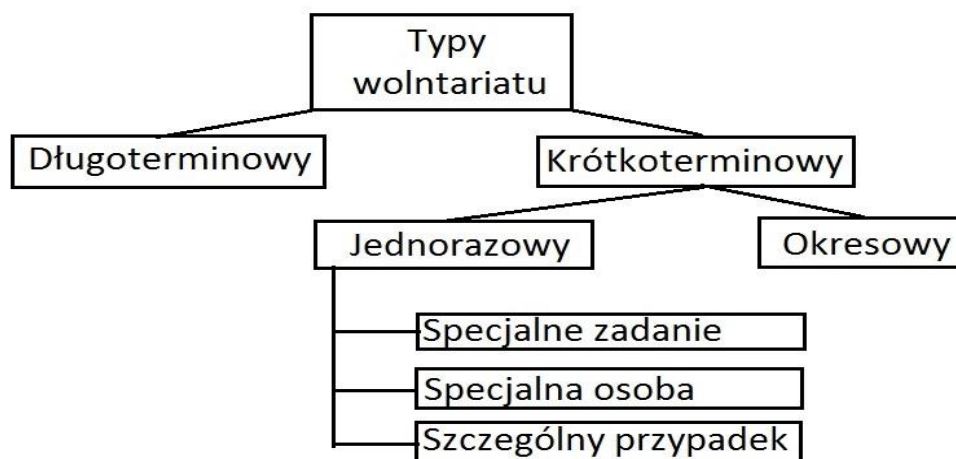 Typy
wolntariatu
Długoterminowy
Krótkoterminowy
Jednorazowy
Okresowy
Specjalne zadanie
Specjalna osoba
Szczególny przypadek